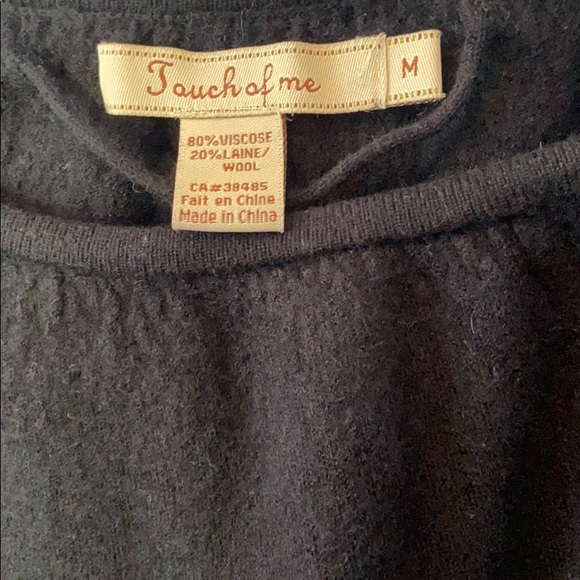 Touch of me
M
80%VISCOSE
20%LAINE/
WOOL
CA#38485
Fait en Chine
Made in China